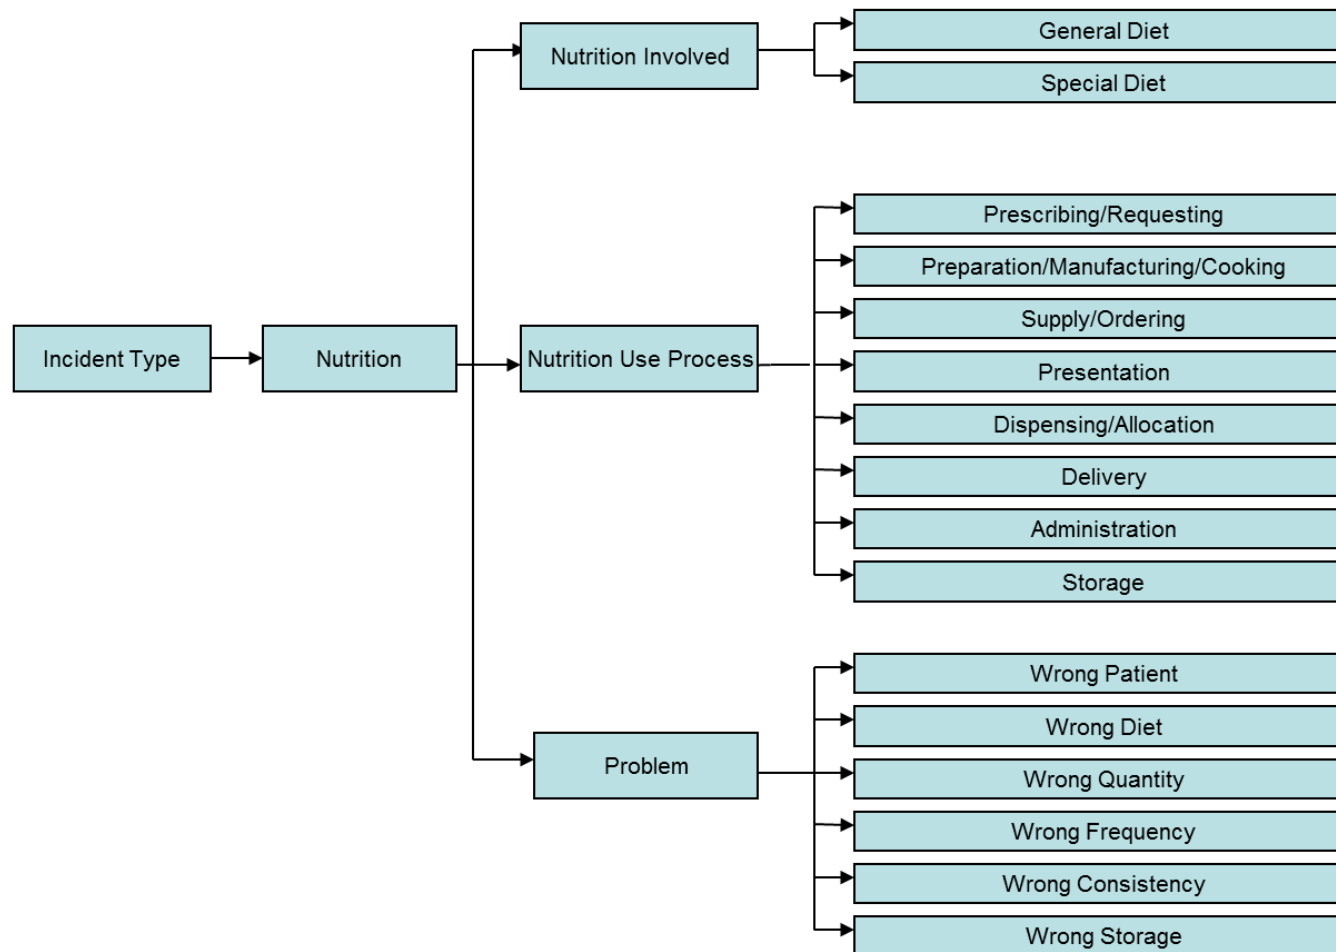 Incident Type
Nutrition
Nutrition Involved
General Diet
Special Diet
Nutrition Use Process
Prescribing/Requesting
Preparation/Manufacturing/Cooking
Supply/Ordering
Presentation
Dispensing/Allocation
Delivery
Administration
Storage
Problem
Wrong Patient
Wrong Diet
Wrong Quantity
Wrong Frequency
Wrong Consistency
Wrong Storage